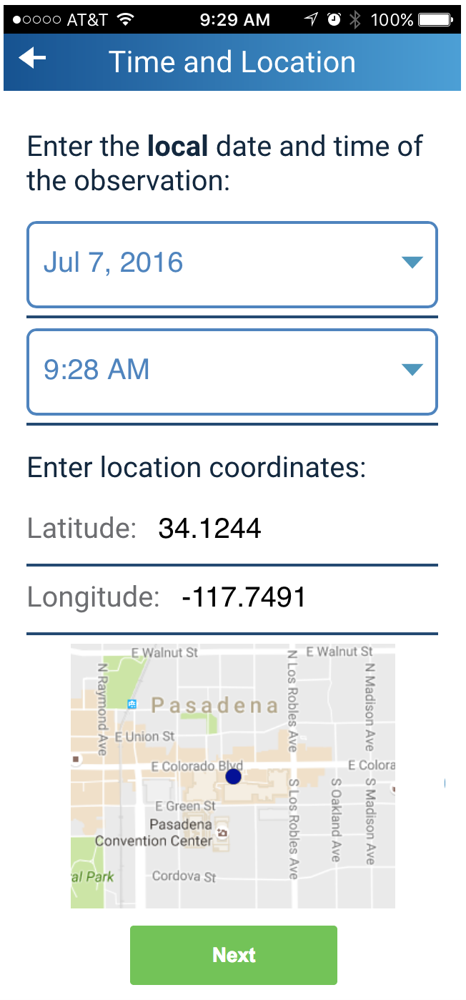 AT&T 9:29 AM 100%
Time and Location
Enter the local date and time of
the observation:
Jul 7, 2016
9:28 AM
Enter location coordinates:
Latitude: 34.1244
Longitude: -117.7491
E Walnut St
E Walnut St
N Raymond Ave
N Los Robles Ave
N Madison Ave
Pasadena
E Union St
E Colorado Blvd
E Colora
E Green St
S Los Robles Ave
S Oakland Ave
S Madison Ave
Pasadena
Convention Center
al Park
Cordova St
Next